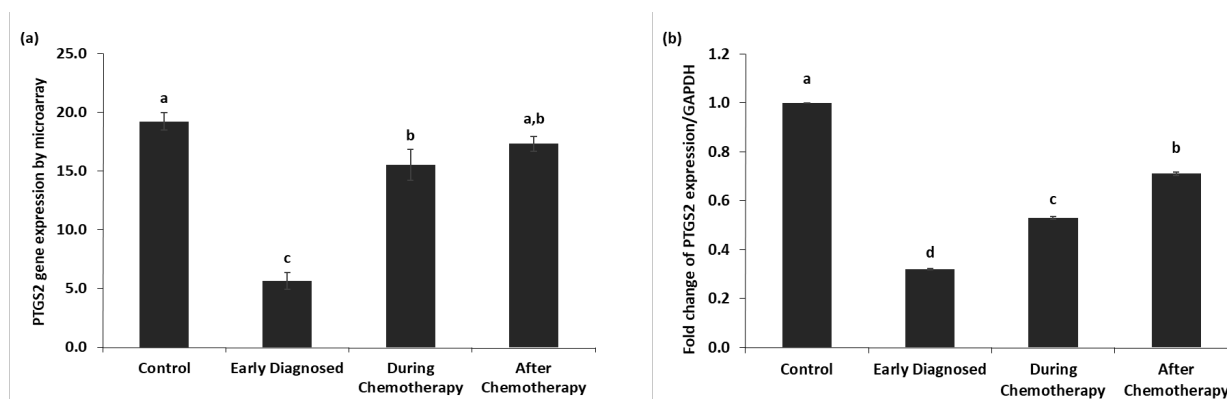 (a)
PTGS2 gene expression by microarray
25.0
20.0
15.0
10.0
5.0
0.0
a
c
b
a,b
Control
Early Diagnosed
During
Chemotherapy
After
Chemotherapy
(b)
Fold change of PTGS2 expression/GAPDH
1.2
1.0
0.8
0.6
0.4
0.2
0.0
a
d
c
b
Control
Early Diagnosed
During
Chemotherapy
After
Chemotherapy